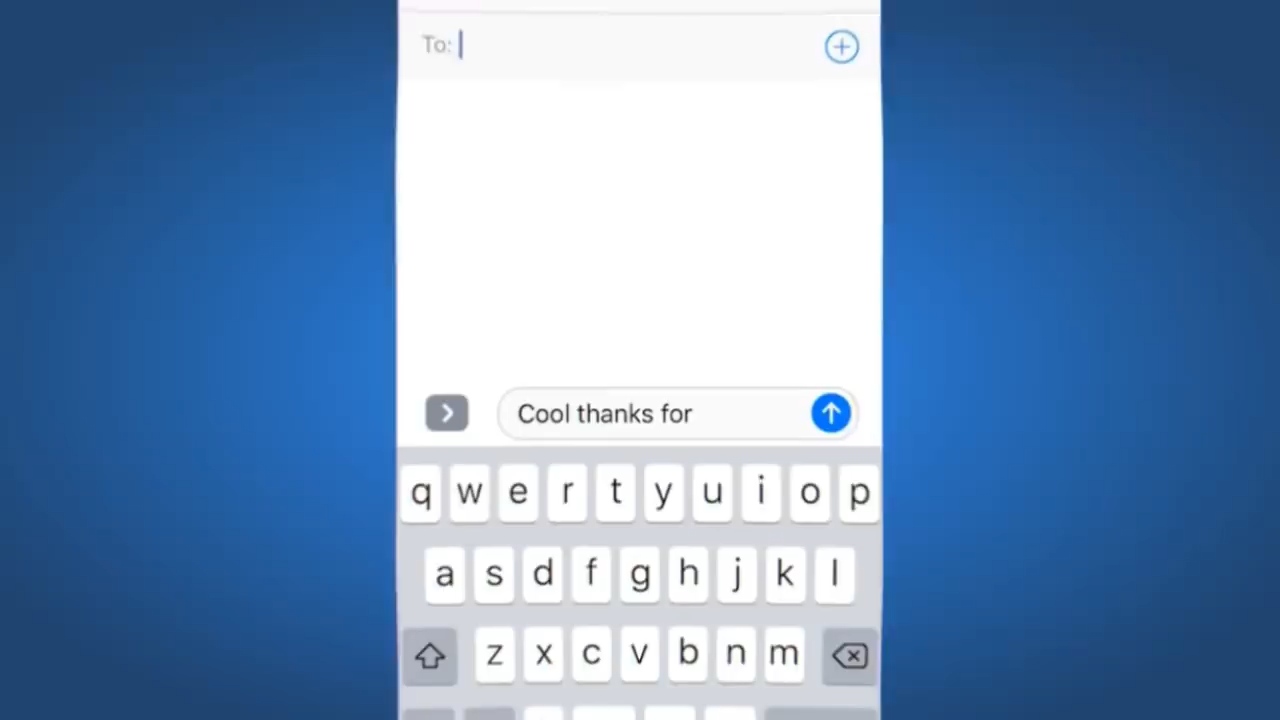 To:
Cool thanks for
q w e r t y u i o p
a s d f g h j k l
z x c v b n m